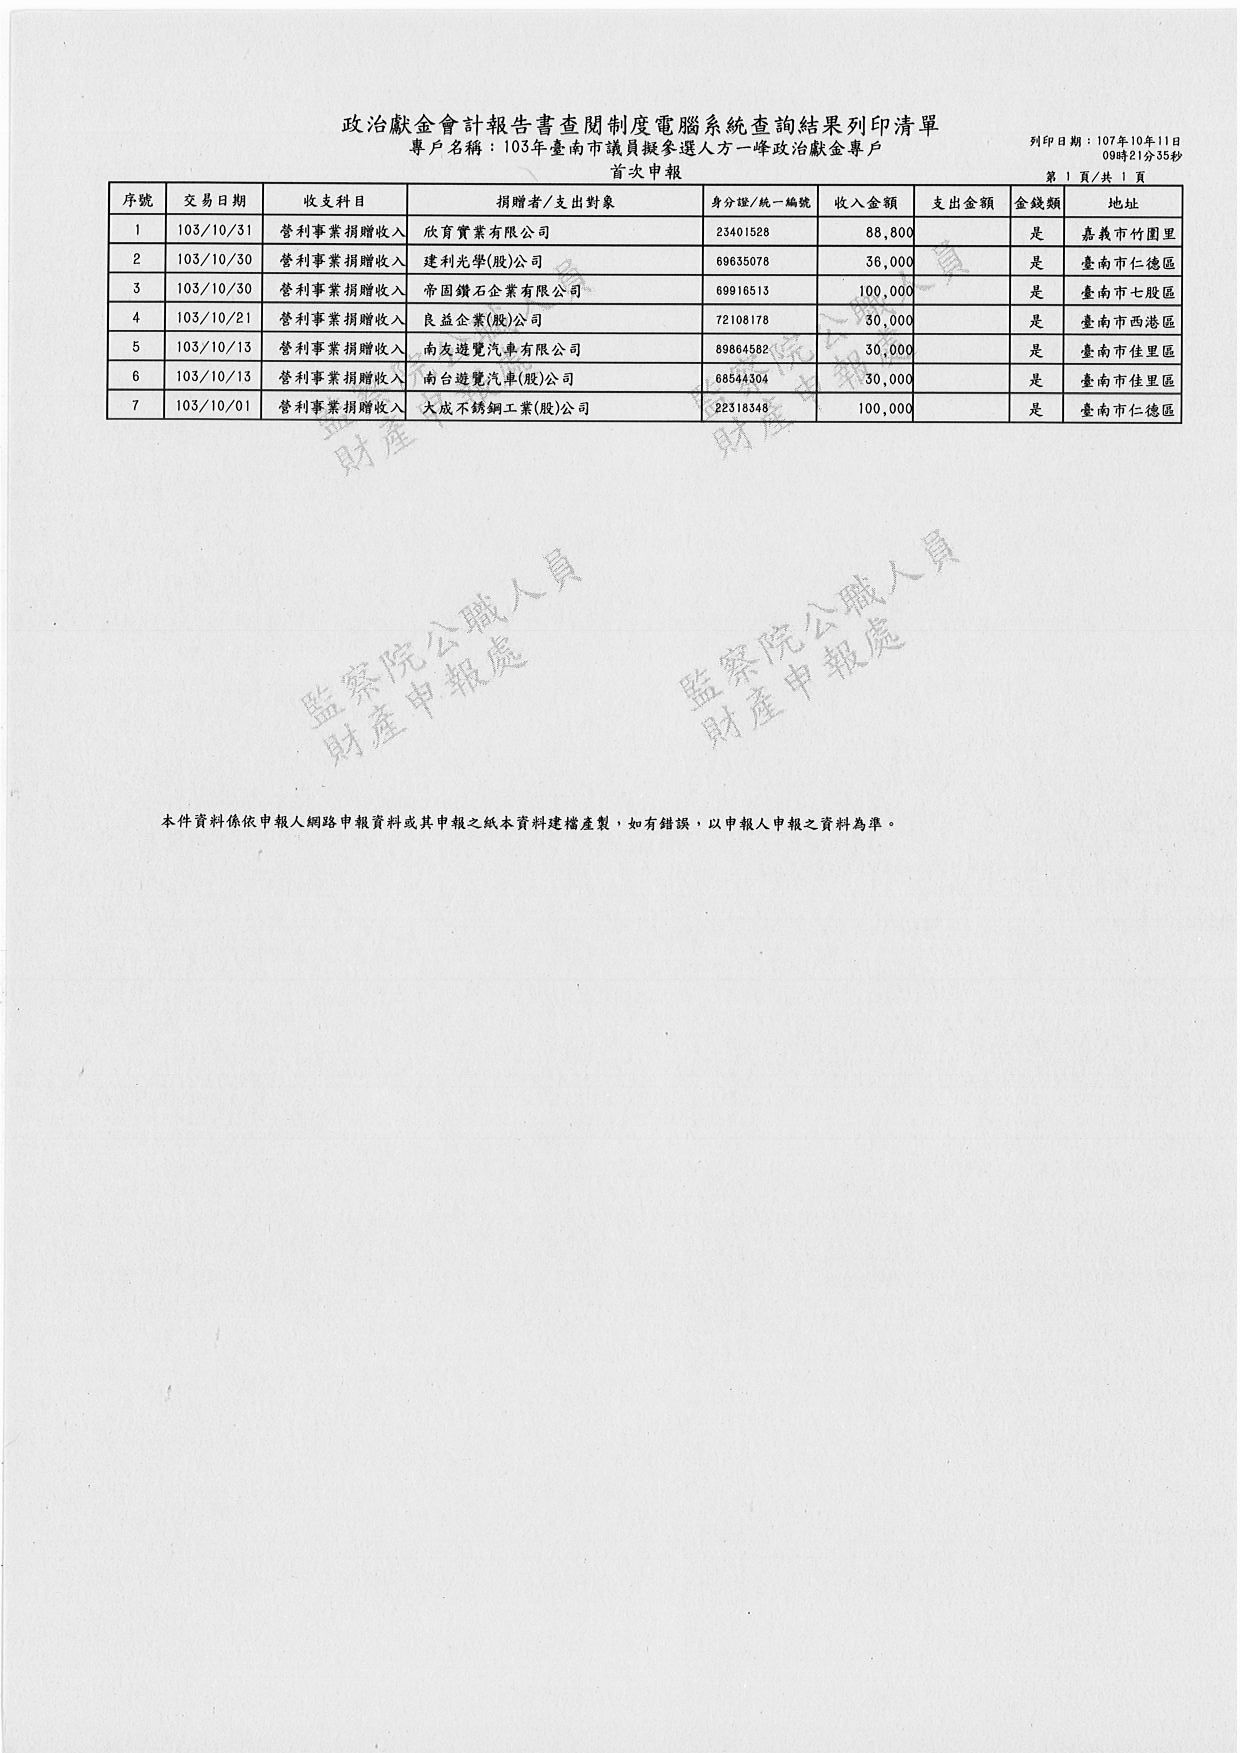 政治獻金會計報告書查閱制度電腦系統查詢結果列印清單
專戶名稱：103年臺南市議員擬參選人方一峰政治獻金專戶
首次申報
列印日期：107年10年11日
09時21分35秒
第 1 頁/共 1 頁
序號 交易日期 收支科目 捐贈者/支出對象 身分證/統一編號 收入金額 支出金額 金錢類 地址
1 103/10/31 營利事業捐贈收入 欣育實業有限公司 23401528 88,800 是 嘉義市竹圍里
2 103/10/30 營利事業捐贈收入 建利光學(股)公司 69635078 36,000 是 臺南市仁德區
3 103/10/30 營利事業捐贈收入 帝固鑽石企業有限公司 69916513 100,000 是 臺南市七股區
4 103/10/21 營利事業捐贈收入 良益企業(股)公司 72108178 30,000 是 臺南市西港區
5 103/10/13 營利事業捐贈收入 南友遊覽汽車有限公司 89864582 30,000 是 臺南市佳里區
6 103/10/13 營利事業捐贈收入 南台遊覽汽車(股)公司 68544304 30,000 是 臺南市佳里區
7 103/10/01 營利事業捐贈收入 大成不銹鋼工業(股)公司 22318348 100,000 是 臺南市仁德區
監察院公職人員
財產申報處
監察院公職人員
財產申報處
監察院公職人員
財產申報處
監察院公職人員
財產申報處
本件資料係依申報人網路申報資料或其申報之紙本資料建檔產製，如有錯誤，以申報人申報之資料為準。